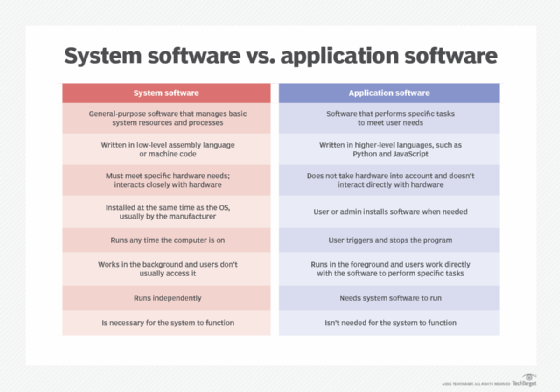 System software vs. application software
System software
Application software
General-purpose software that manages basic
system resources and processes
Software that performs specific tasks
to meet user needs
Written in low-level assembly language
or machine code
Written in higher-level languages, such as
Python and JavaScript
Must meet specific hardware needs;
interacts closely with hardware
Does not take hardware into account and doesn't
interact directly with hardware
Installed at the same time as the OS,
usually by the manufacturer
User or admin installs software when needed
Runs any time the computer is on
User triggers and stops the program
Works in the background and users don't
usually access it
Runs in the foreground and users work directly
with the software to perform specific tasks
Runs independently
Needs system software to run
Is necessary for the system to function
Isn't needed for the system to function
TECHTARGET. ALL RIGHTS RESERVED
TechTarget